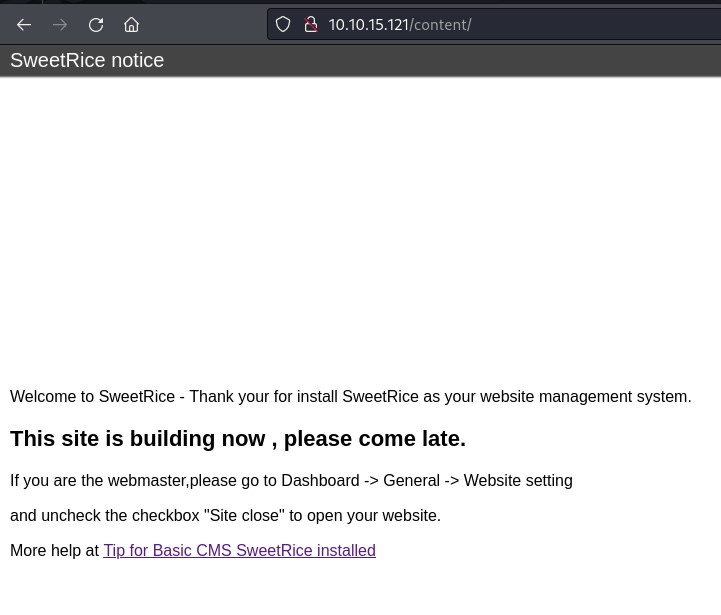 10.10.15.121/content/
SweetRice notice
Welcome to SweetRice - Thank your for install SweetRice as your website management system.
This site is building now , please come late.
If you are the webmaster,please go to Dashboard -> General -> Website setting
and uncheck the checkbox "Site close" to open your website.
More help at Tip for Basic CMS SweetRice installed